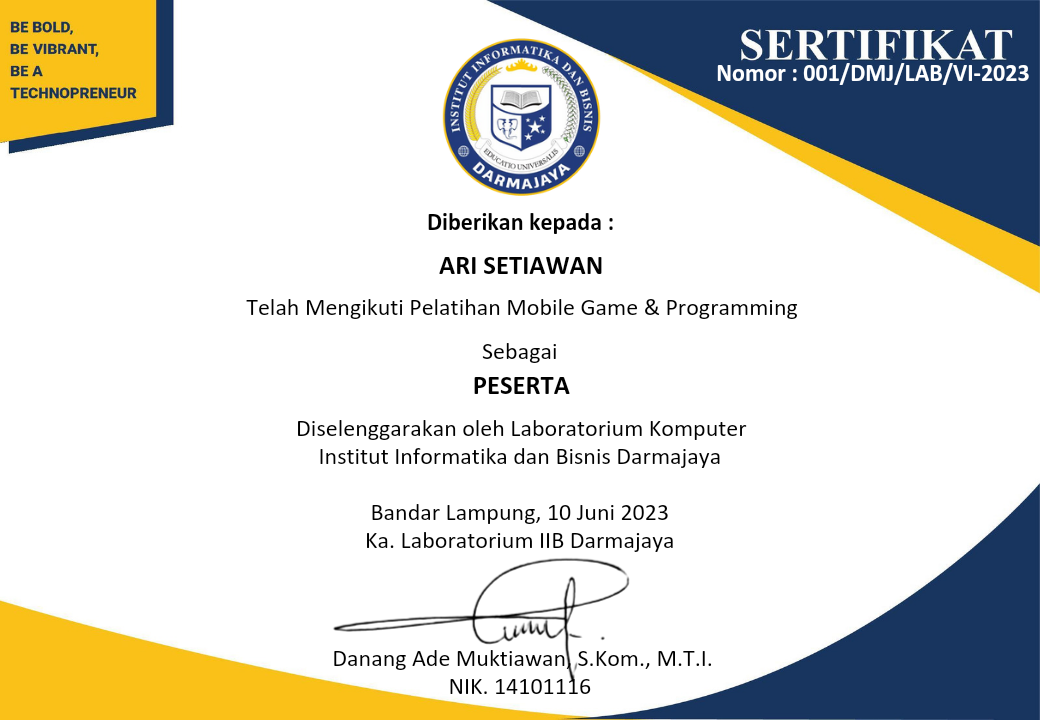 BE BOLD,
BE VIBRANT,
BE A
TECHNOPRENEUR
SERTIFIKAT
Nomor : 001/DMJ/LAB/VI-2023
INSTITUT INFORMATIKA DAN BISNIS
EDUCATIO UNIVERSALIS
DARMAJAYA
Diberikan kepada :
ARI SETIAWAN
Telah Mengikuti Pelatihan Mobile Game & Programming
Sebagai
PESERTA
Diselenggarakan oleh Laboratorium Komputer
Institut Informatika dan Bisnis Darmajaya
Bandar Lampung, 10 Juni 2023
Ka. Laboratorium IIB Darmajaya
Danang Ade Muktiawan, S.Kom., M.T.I.
NIK. 14101116